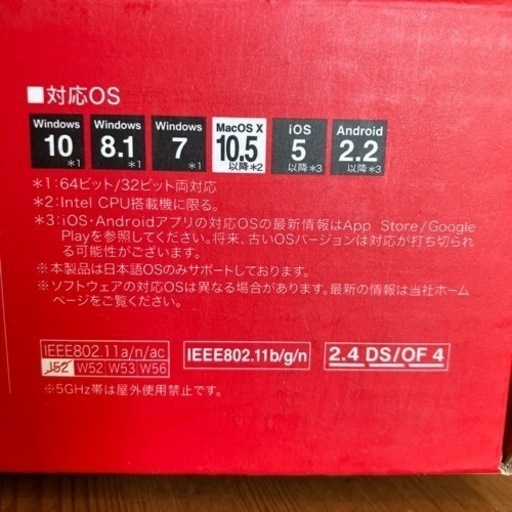 ■対応OS
Windows 10 *1
Windows 8.1 *1
Windows 7 *1
MacOS X 10.5 以降*2
iOS 5 以降*3
Android 2.2 以降*3
*1:64ビット/32ビット両対応
*2:Intel CPU搭載機に限る。
*3:iOS・Androidアプリの対応OSの最新情報はApp Store/Google
Playを参照してください。将来、古いOSバージョンは対応が打ち切られ
る可能性がございます。
※本製品は日本語OSのみサポートしております。
※ソフトウェアの対応OSは異なる場合があります。最新の情報は当社ホーム
ページをご覧ください。
IEEE802.11a/n/ac
J52 W52 W53 W56
IEEE802.11b/g/n
2.4 DS/OF 4
※5GHz帯は屋外使用禁止です。